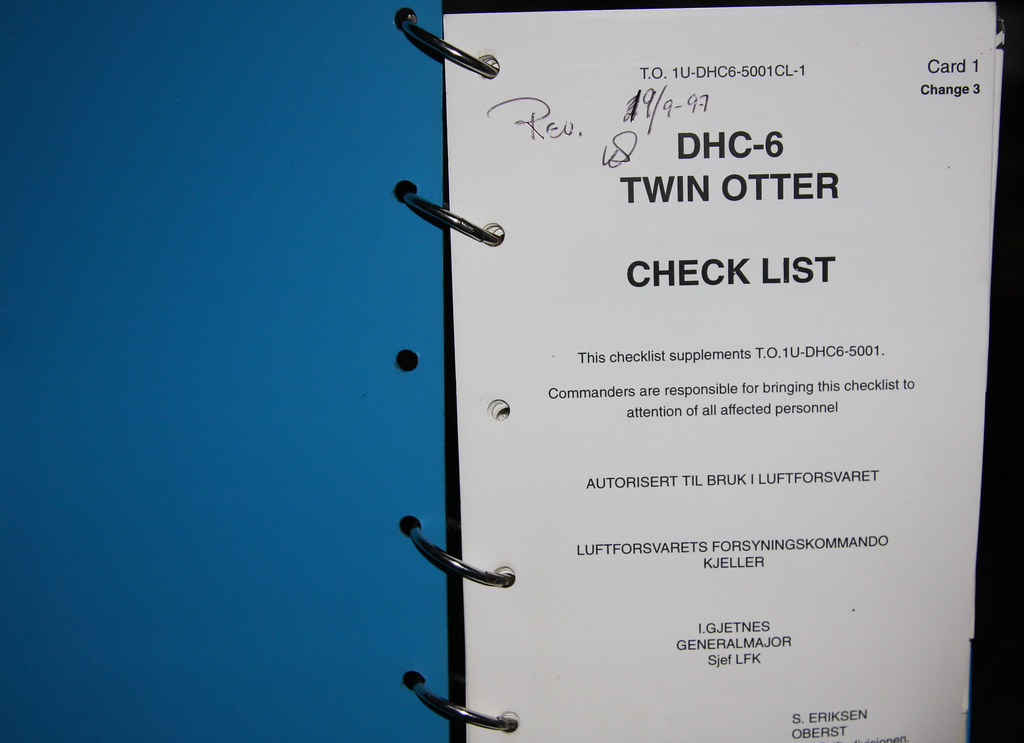 T.O. 1U-DHC6-5001CL-1
Card 1
Change 3
Rev. 19/9-97
DHC-6
TWIN OTTER
CHECK LIST
This checklist supplements T.O.1U-DHC6-5001.
Commanders are responsible for bringing this checklist to
attention of all affected personnel
AUTORISERT TIL BRUK I LUFTFORSVARET
LUFTFORSVARETS FORSYNINGSKOMMANDO
KJELLER
I.GJETNES
GENERALMAJOR
Sjef LFK
S. ERIKSEN
OBERST